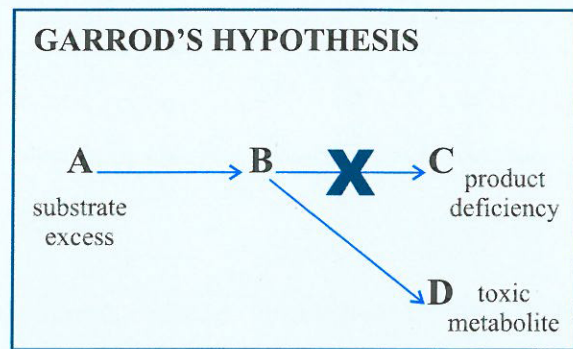 GARROD'S HYPOTHESIS
A B X C
substrate
excess
product
deficiency
D toxic
metabolite